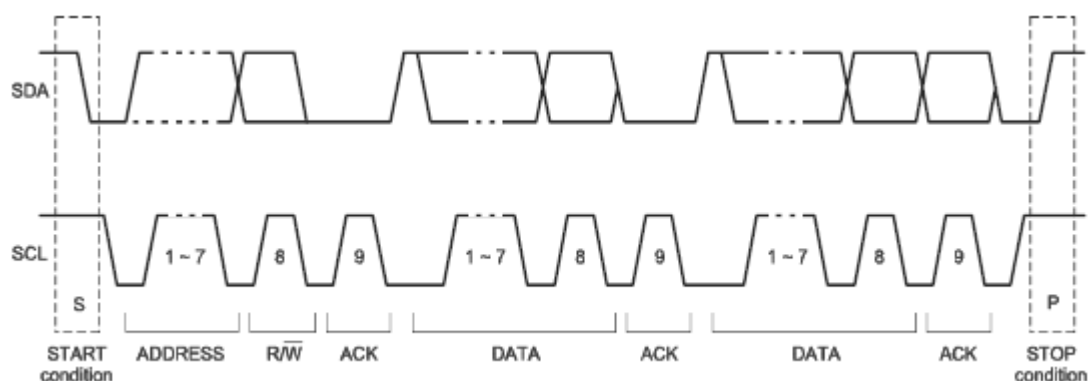 SDA
SCL
1 ~ 7 8 9 1 ~ 7 8 9 1 ~ 7 8 9
S P
START condition ADDRESS R/W̅ ACK DATA ACK DATA ACK STOP condition